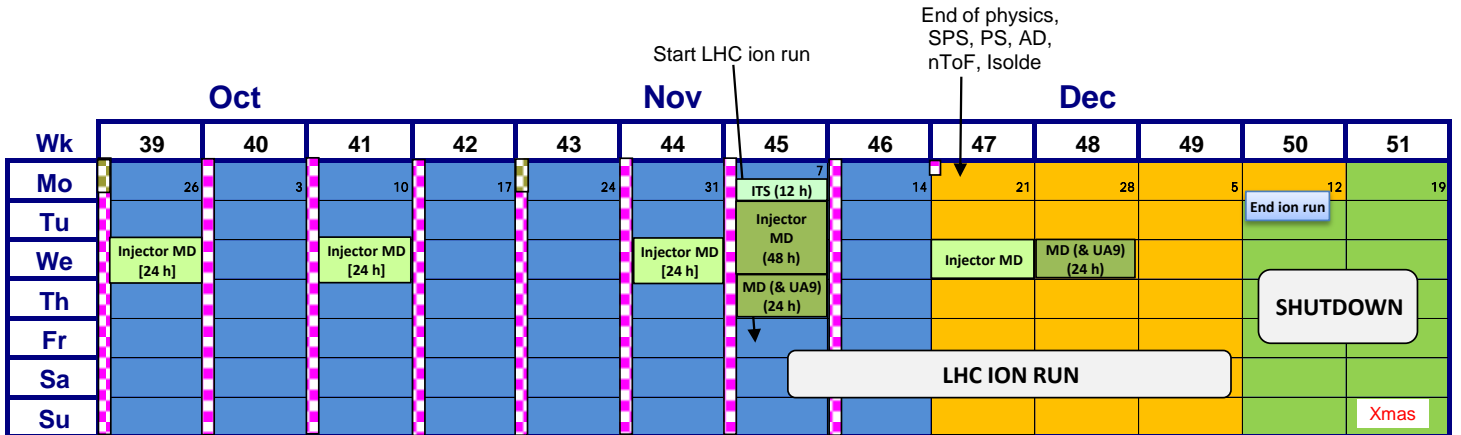 End of physics,
SPS, PS, AD,
nToF, Isolde
Start LHC ion run
Oct Nov Dec
Wk 39 40 41 42 43 44 45 46 47 48 49 50 51
Mo 26 3 10 17 24 31 7 14 21 28 5 12 19
ITS (12 h)
End ion run
Tu
Injector
MD
(48 h)
We
Injector MD
[24 h]
Injector MD
[24 h]
Injector MD
[24 h]
Injector MD
MD (& UA9)
(24 h)
Th
MD (& UA9)
(24 h)
SHUTDOWN
Fr
Sa
LHC ION RUN
Su
Xmas